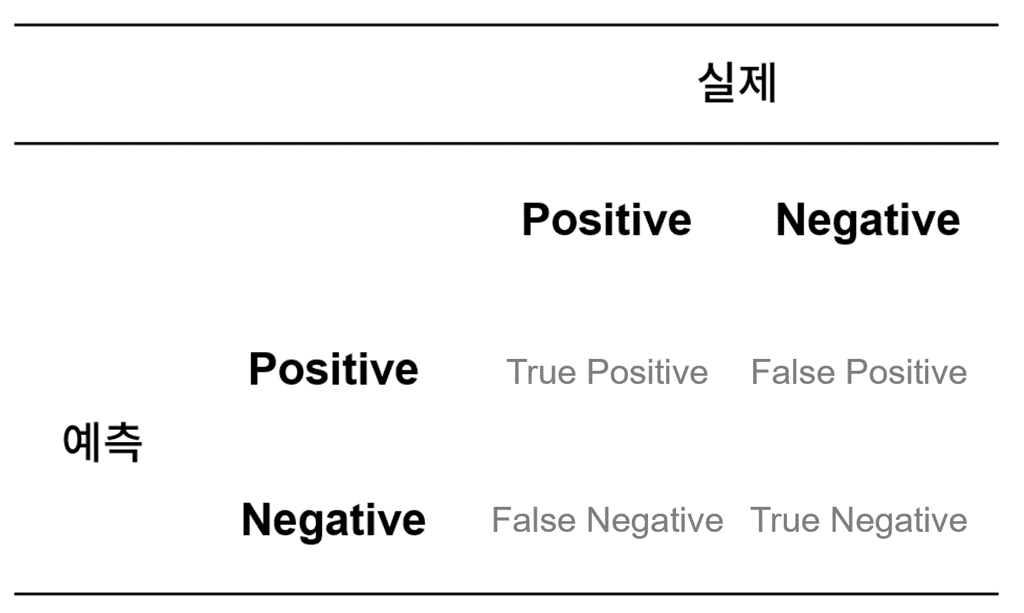 실제
Positive Negative
Positive True Positive False Positive
예측
Negative False Negative True Negative